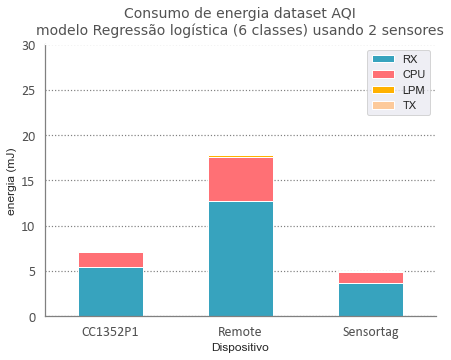 Consumo de energia dataset AQI
modelo Regressão logística (6 classes) usando 2 sensores
30
25
20
15
10
5
0
energia (mJ)
RX
CPU
LPM
TX
CC1352P1
Remote
Sensortag
Dispositivo